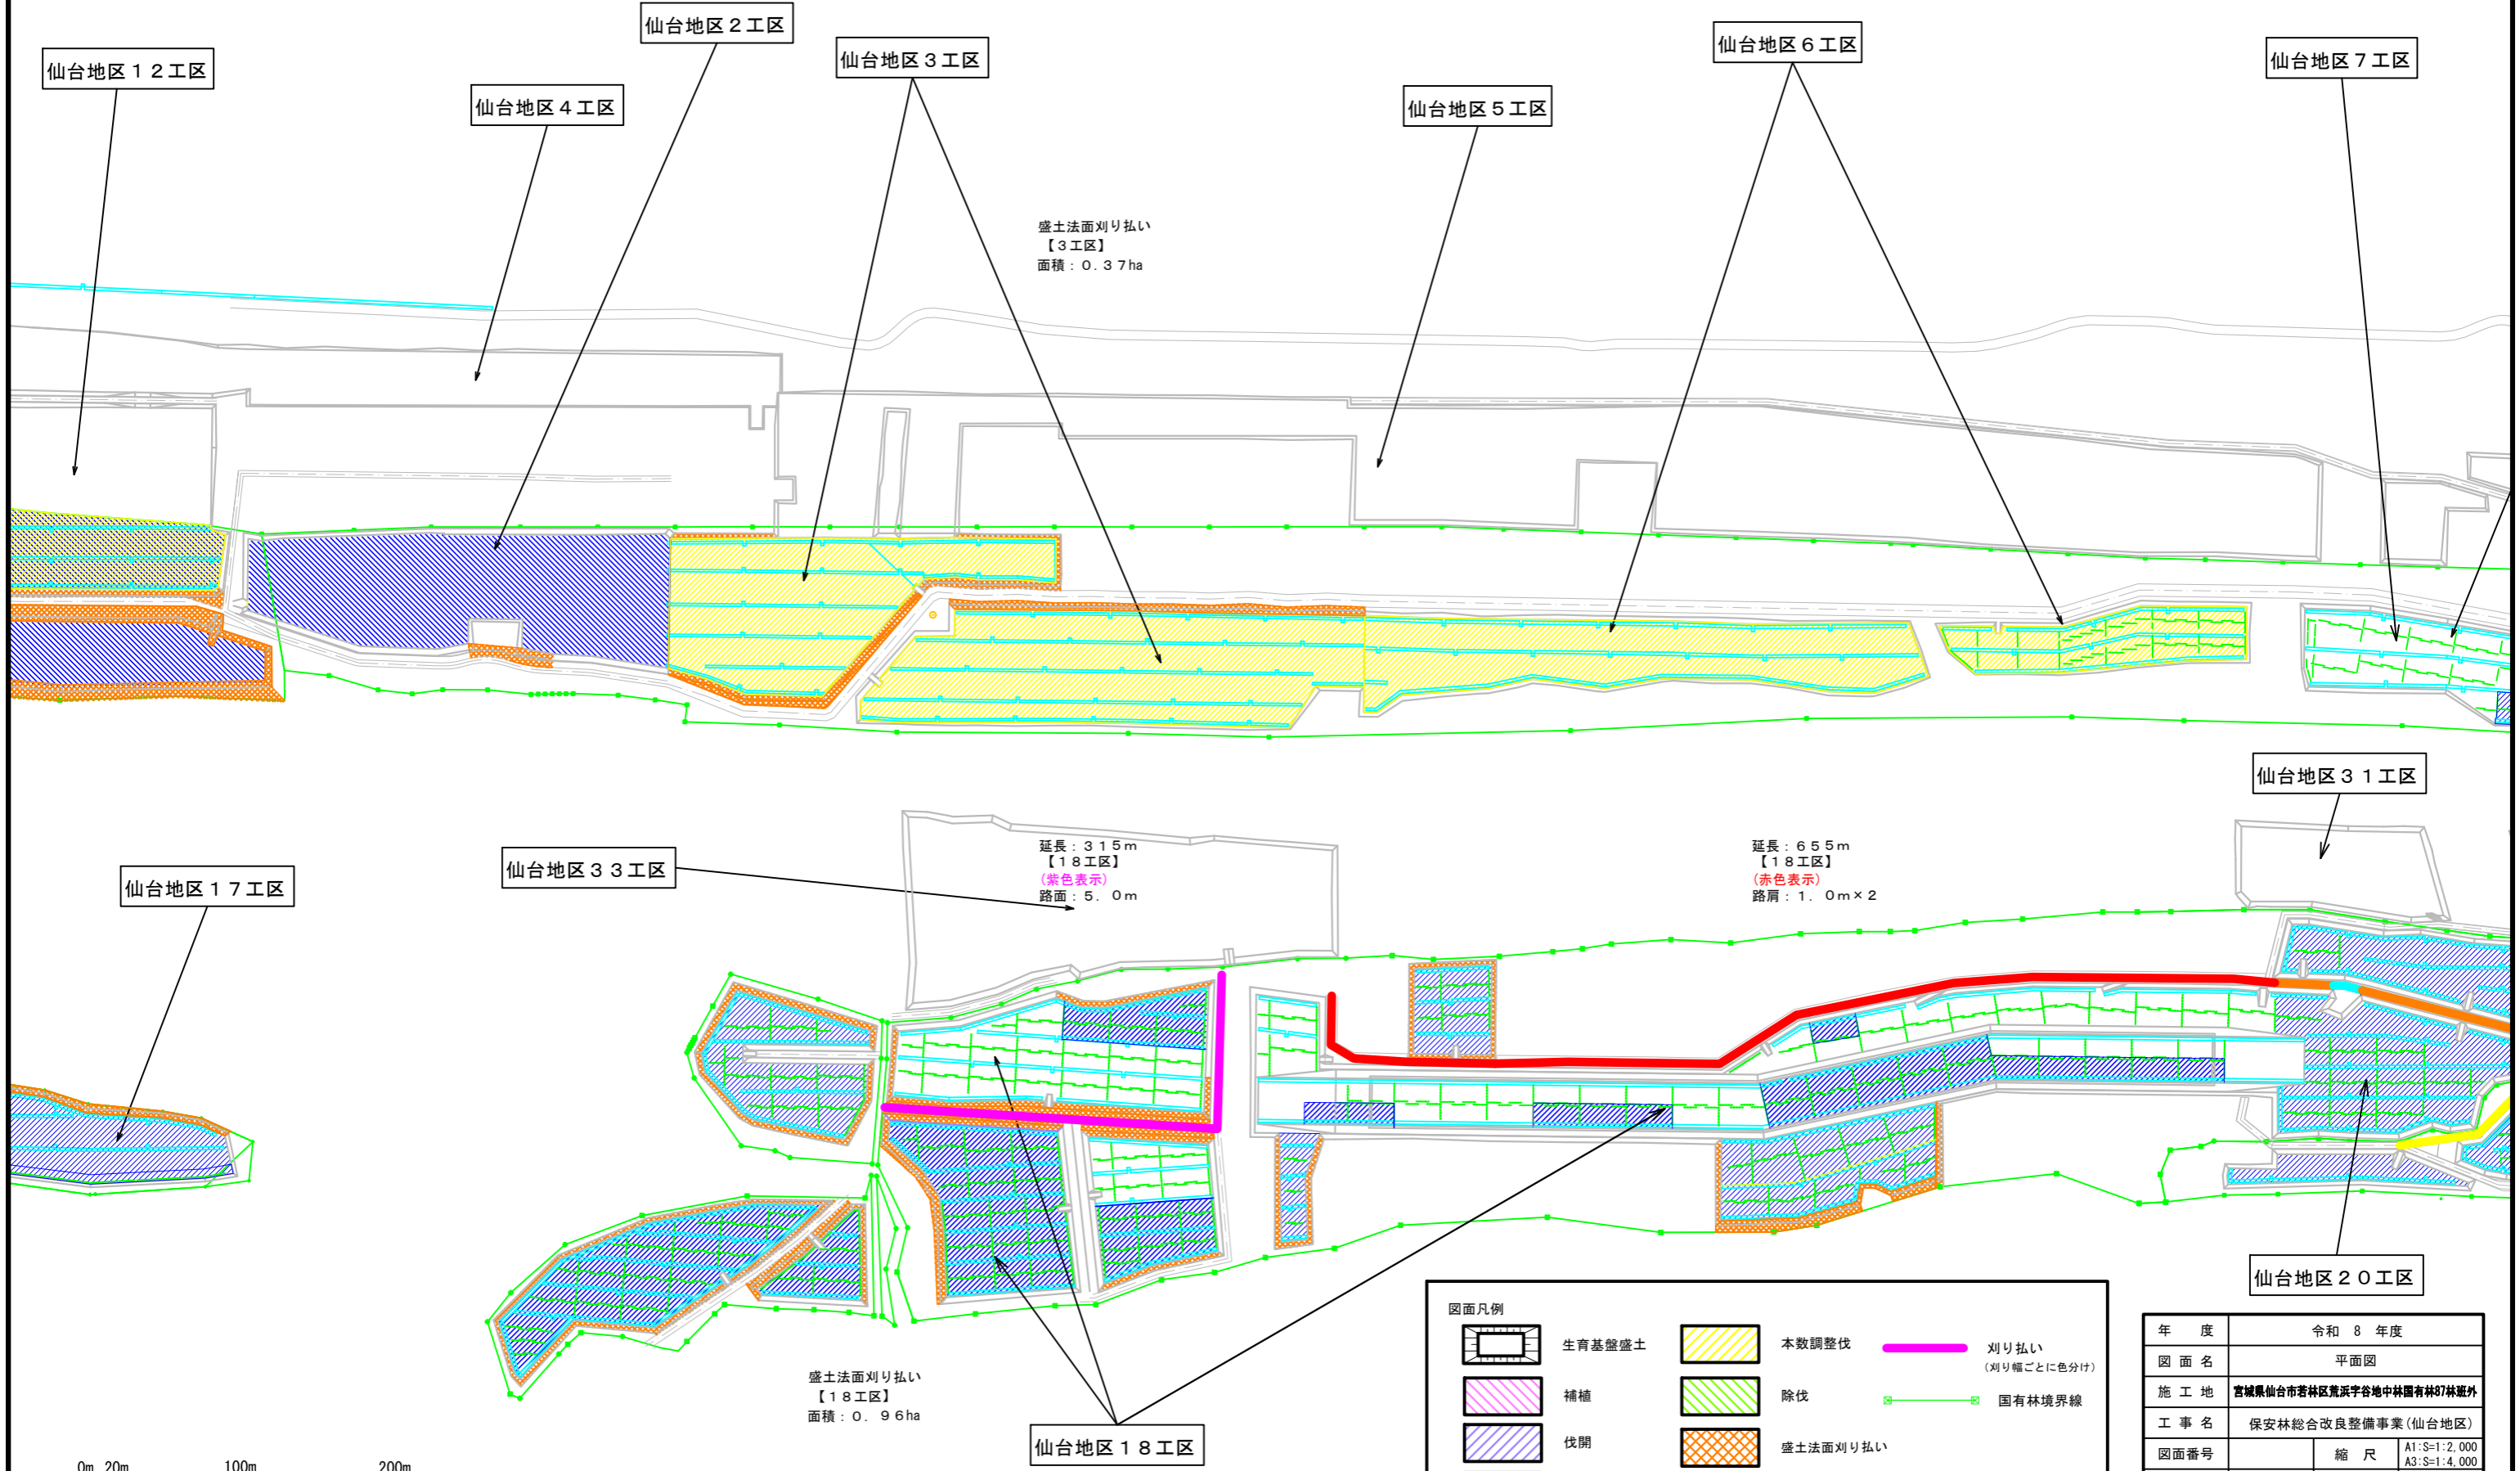 仙台地区２工区
仙台地区３工区
仙台地区６工区
仙台地区７工区
仙台地区１２工区
仙台地区４工区
仙台地区５工区
盛土法面刈り払い
【３工区】
面積：０.３７ha
仙台地区３１工区
仙台地区３３工区
仙台地区１７工区
延長：３１５ｍ
【１８工区】
(紫色表示)
路面：５．０ｍ
延長：６５５ｍ
【１８工区】
(赤色表示)
路肩：１．０ｍ×２
仙台地区２０工区
盛土法面刈り払い
【１８工区】
面積：０．９６ha
仙台地区１８工区
0m 20m 100m 200m
図面凡例
生育基盤盛土
本数調整伐
刈り払い
(刈り幅ごとに色分け)
補植
除伐
国有林境界線
伐開
盛土法面刈り払い
年度 令和 8 年度
図面名 平面図
施工地 宮城県仙台市若林区荒浜字谷地中林国有林87林班外
工事名 保安林総合改良整備事業(仙台地区)
図面番号 縮尺 A1:S=1:2,000
A3:S=1:4,000